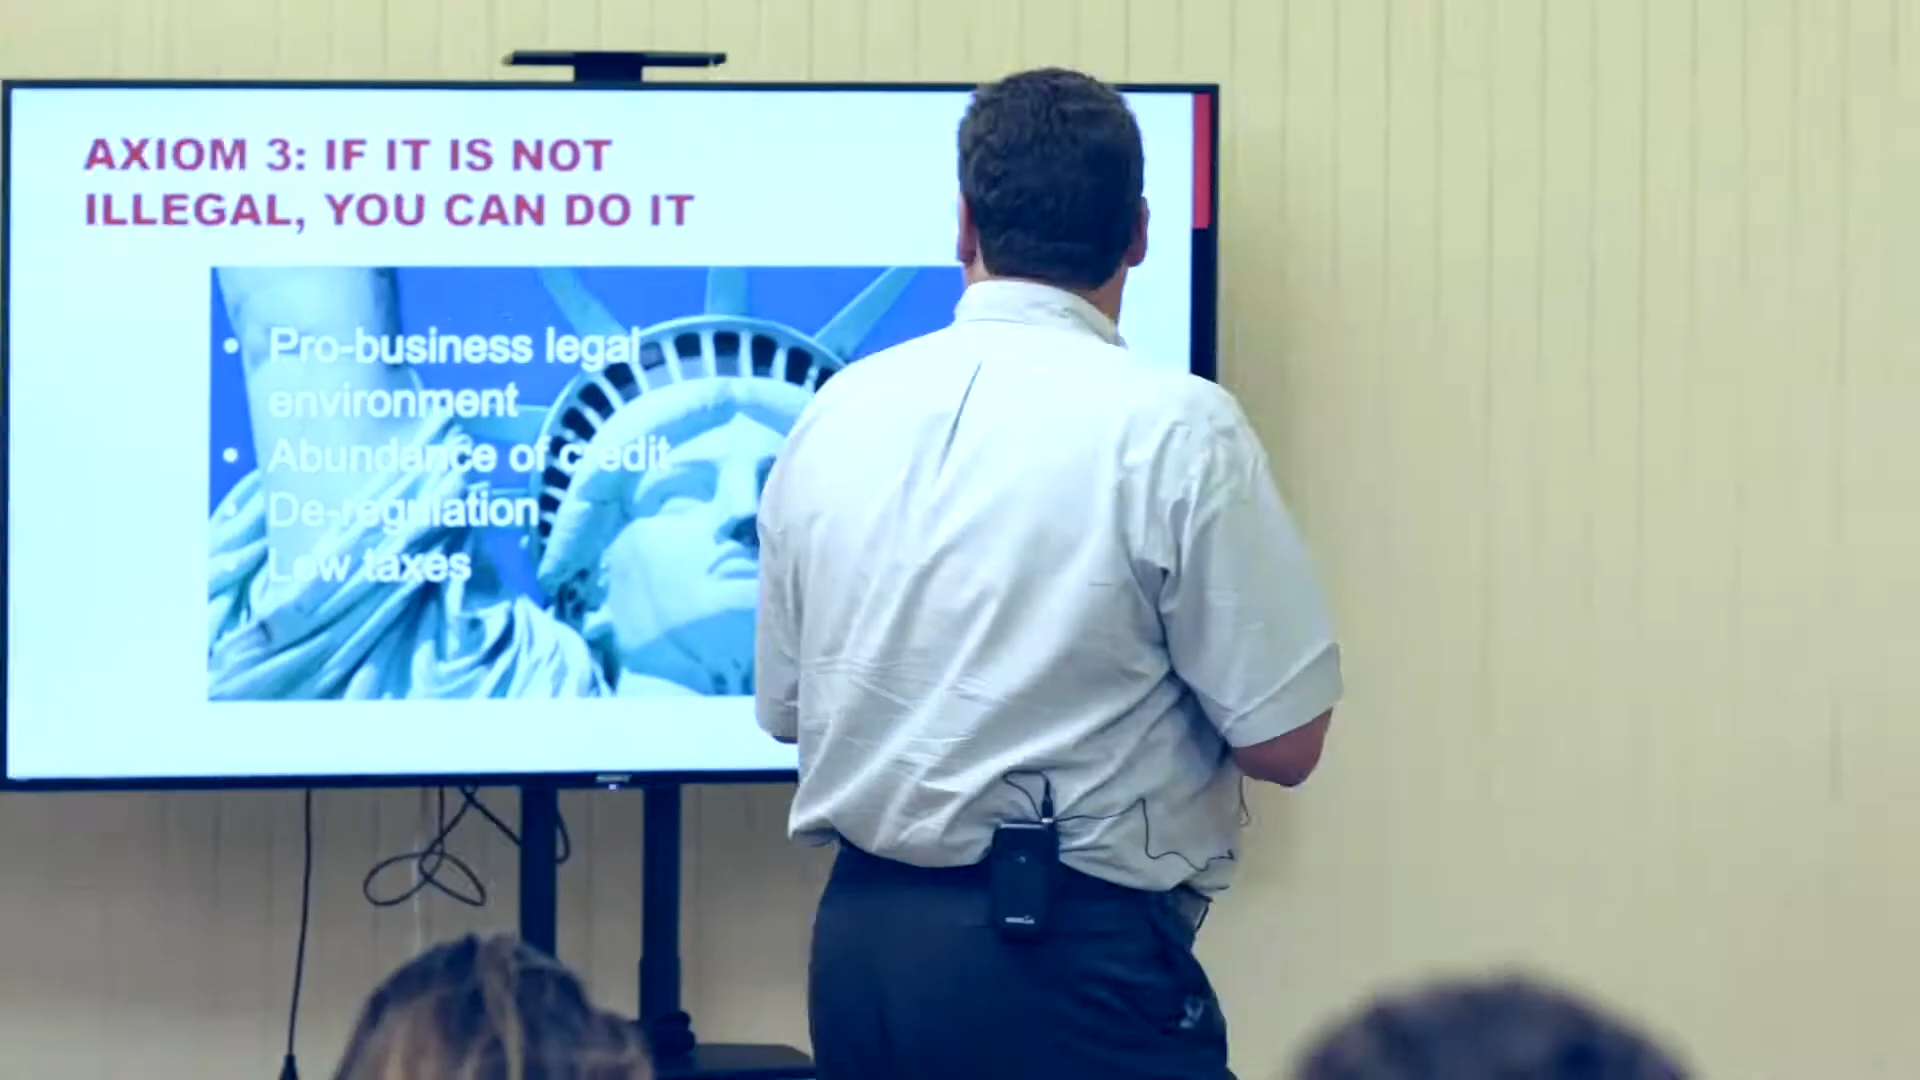 AXIOM 3: IF IT IS NOT
ILLEGAL, YOU CAN DO IT
• Pro-business legal
environment
• Abundance of credit
• De-regulation
• Low taxes